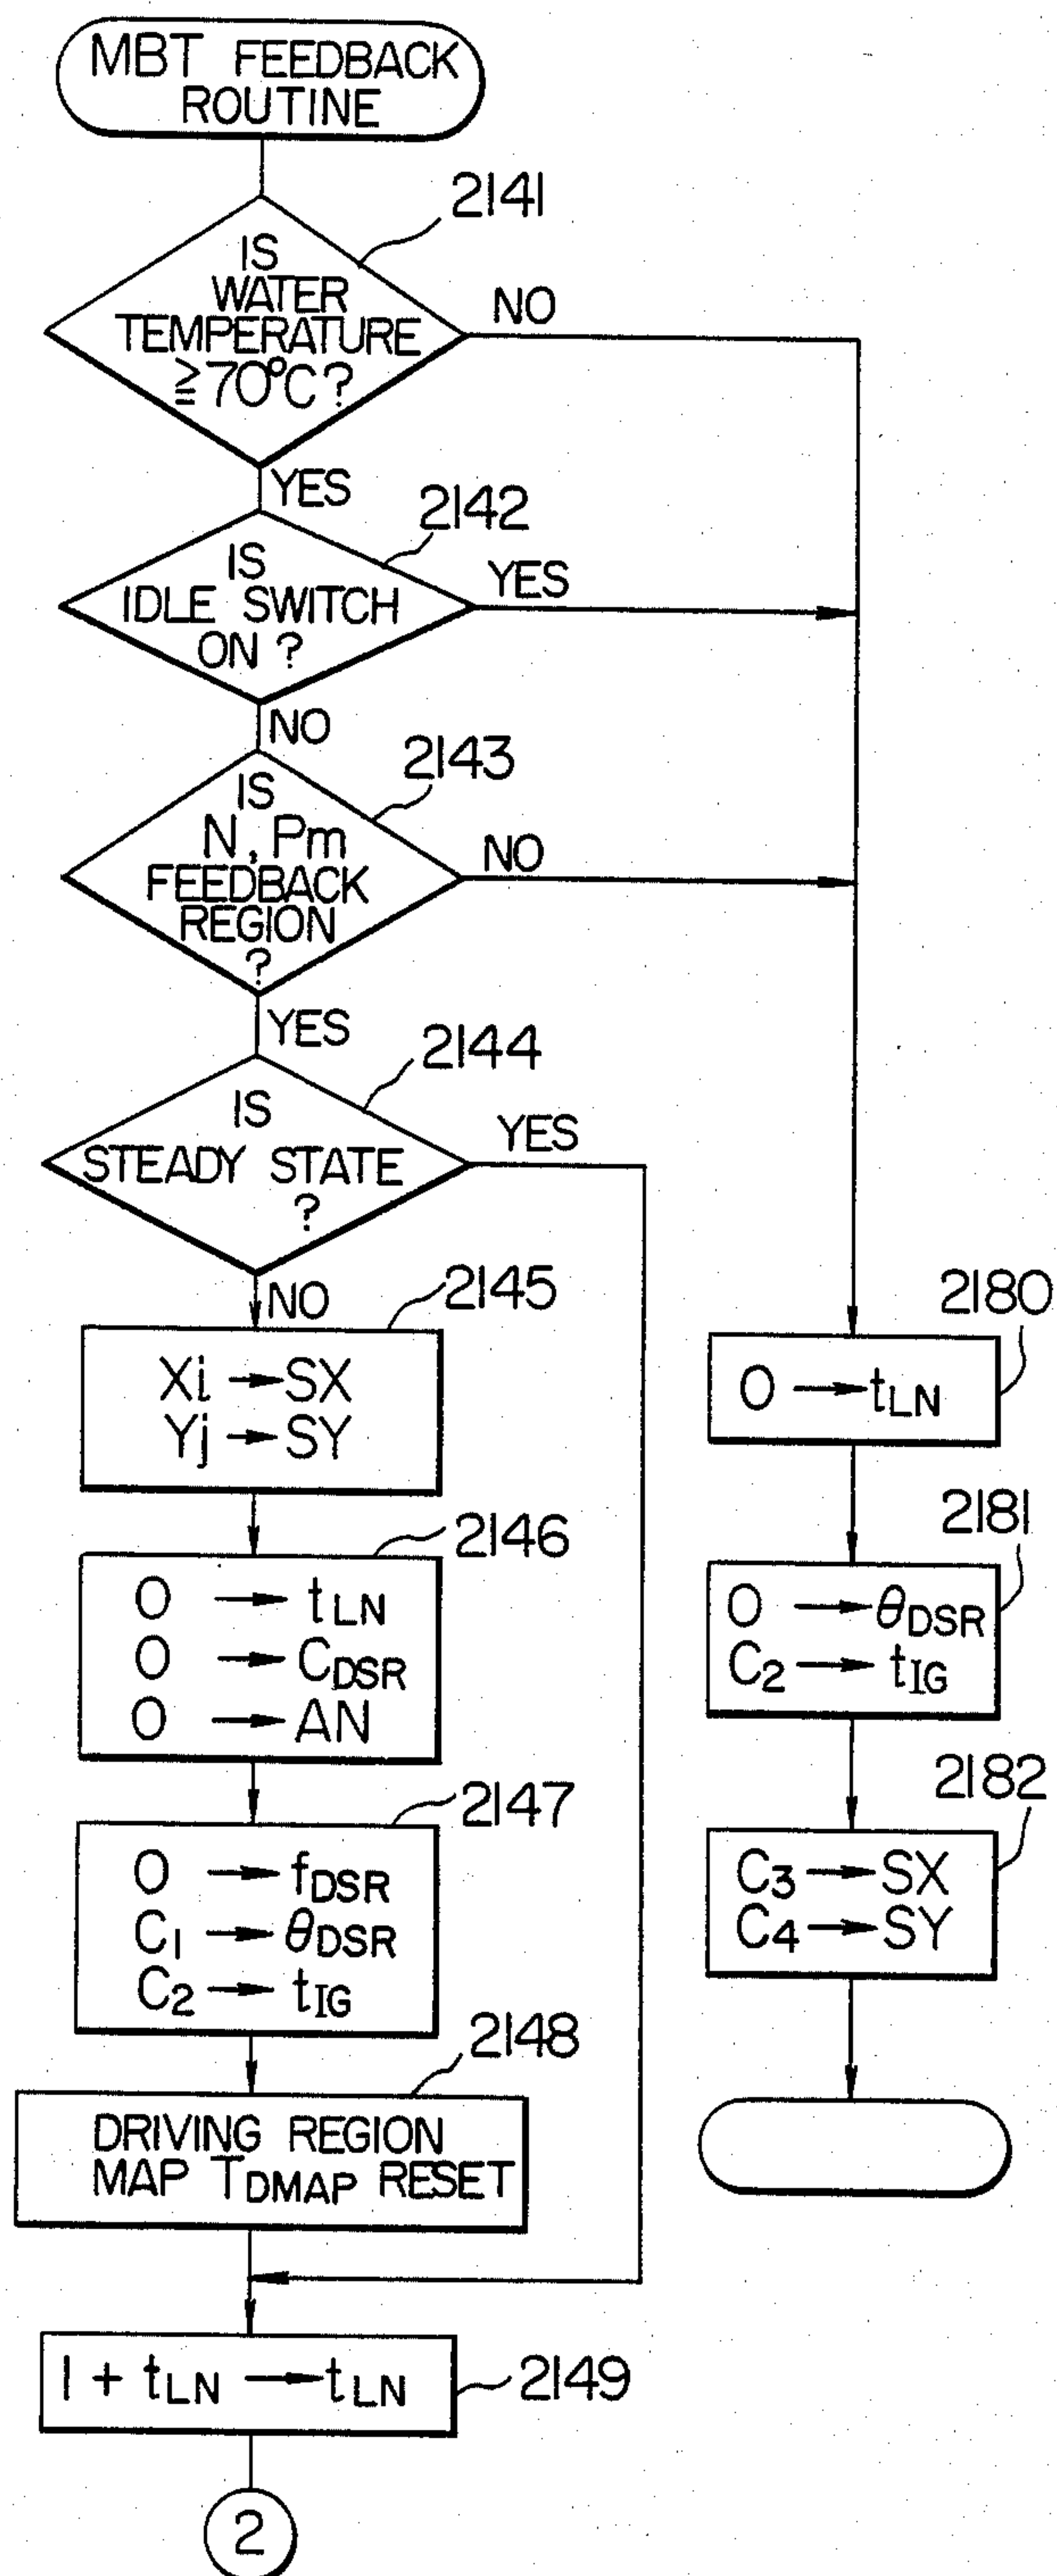 MBT FEEDBACK
ROUTINE
2141
IS
WATER
TEMPERATURE
≧70°C?
NO
YES
2142
IS
IDLE SWITCH
ON?
YES
NO
2143
IS
N, Pm
FEEDBACK
REGION
?
NO
YES
2144
IS
STEADY STATE
?
YES
NO
2145
Xi → SX
Yj → SY
2146
0 → tLN
0 → CDSR
0 → AN
2147
0 → fDSR
C1 → θDSR
C2 → tIG
2148
DRIVING REGION
MAP TDMAP RESET
1 + tLN → tLN
2149
2
2180
0 → tLN
2181
0 → θDSR
C2 → tIG
2182
C3 → SX
C4 → SY